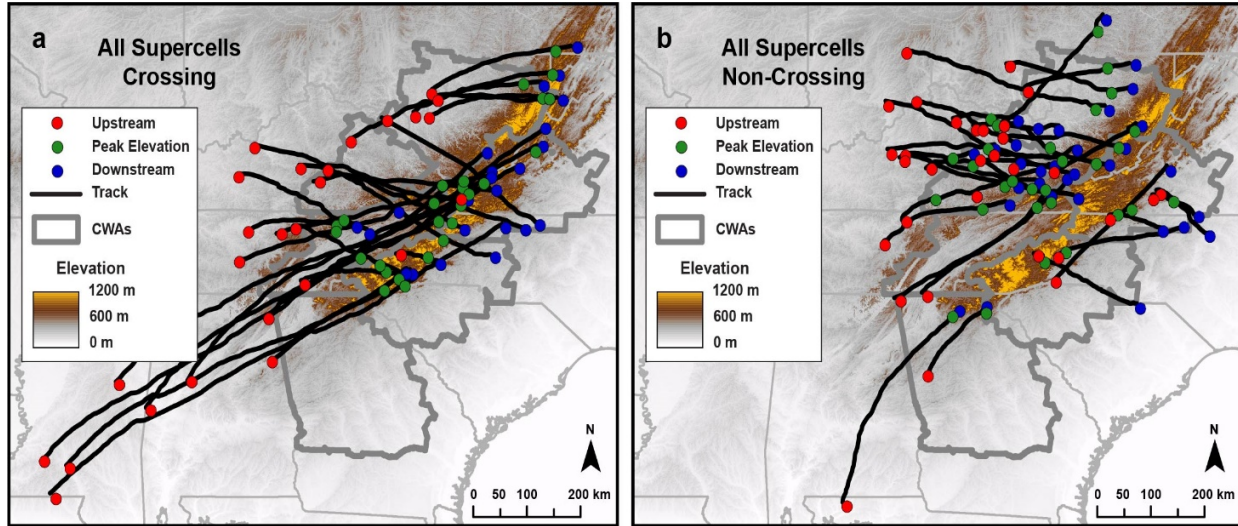 a
All Supercells
Crossing
Upstream
Peak Elevation
Downstream
Track
CWAs
Elevation
1200 m
600 m
0 m
N
0 50 100 200 km
b
All Supercells
Non-Crossing
Upstream
Peak Elevation
Downstream
Track
CWAs
Elevation
1200 m
600 m
0 m
N
0 50 100 200 km